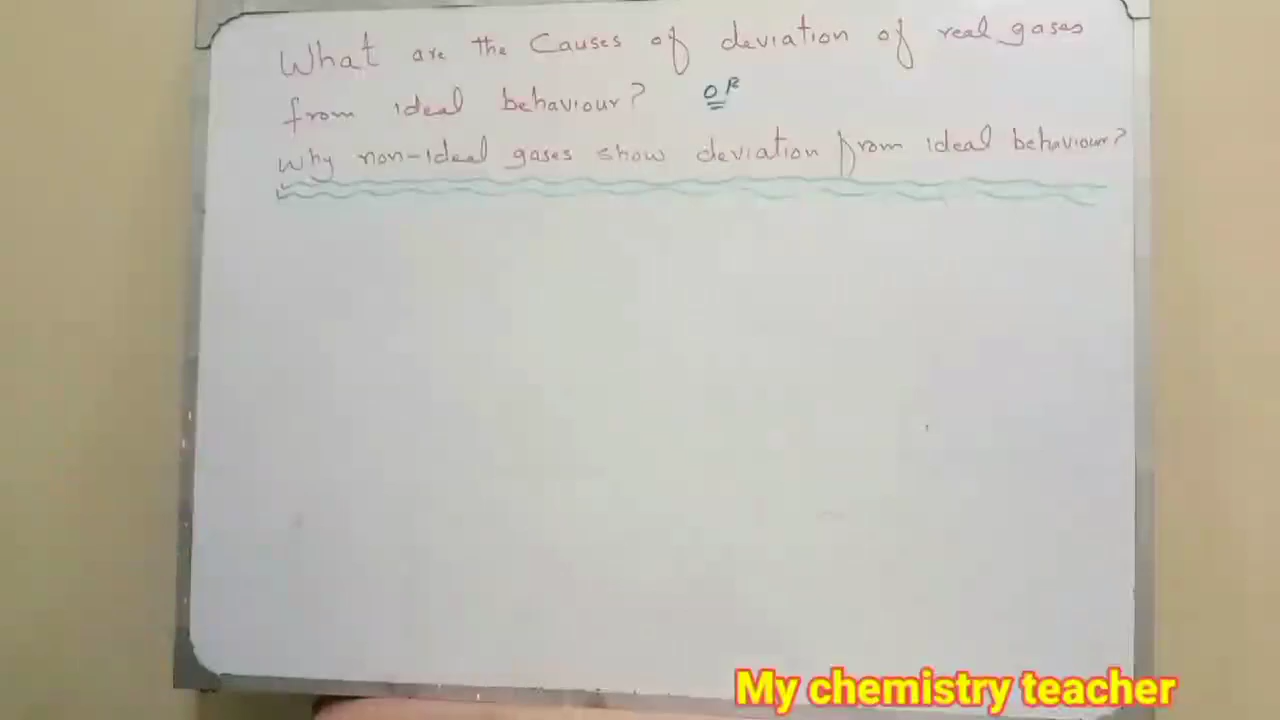 What are the Causes of deviation of real gases
from ideal behaviour? OR
Why non-ideal gases show deviation from ideal behaviour?
My chemistry teacher